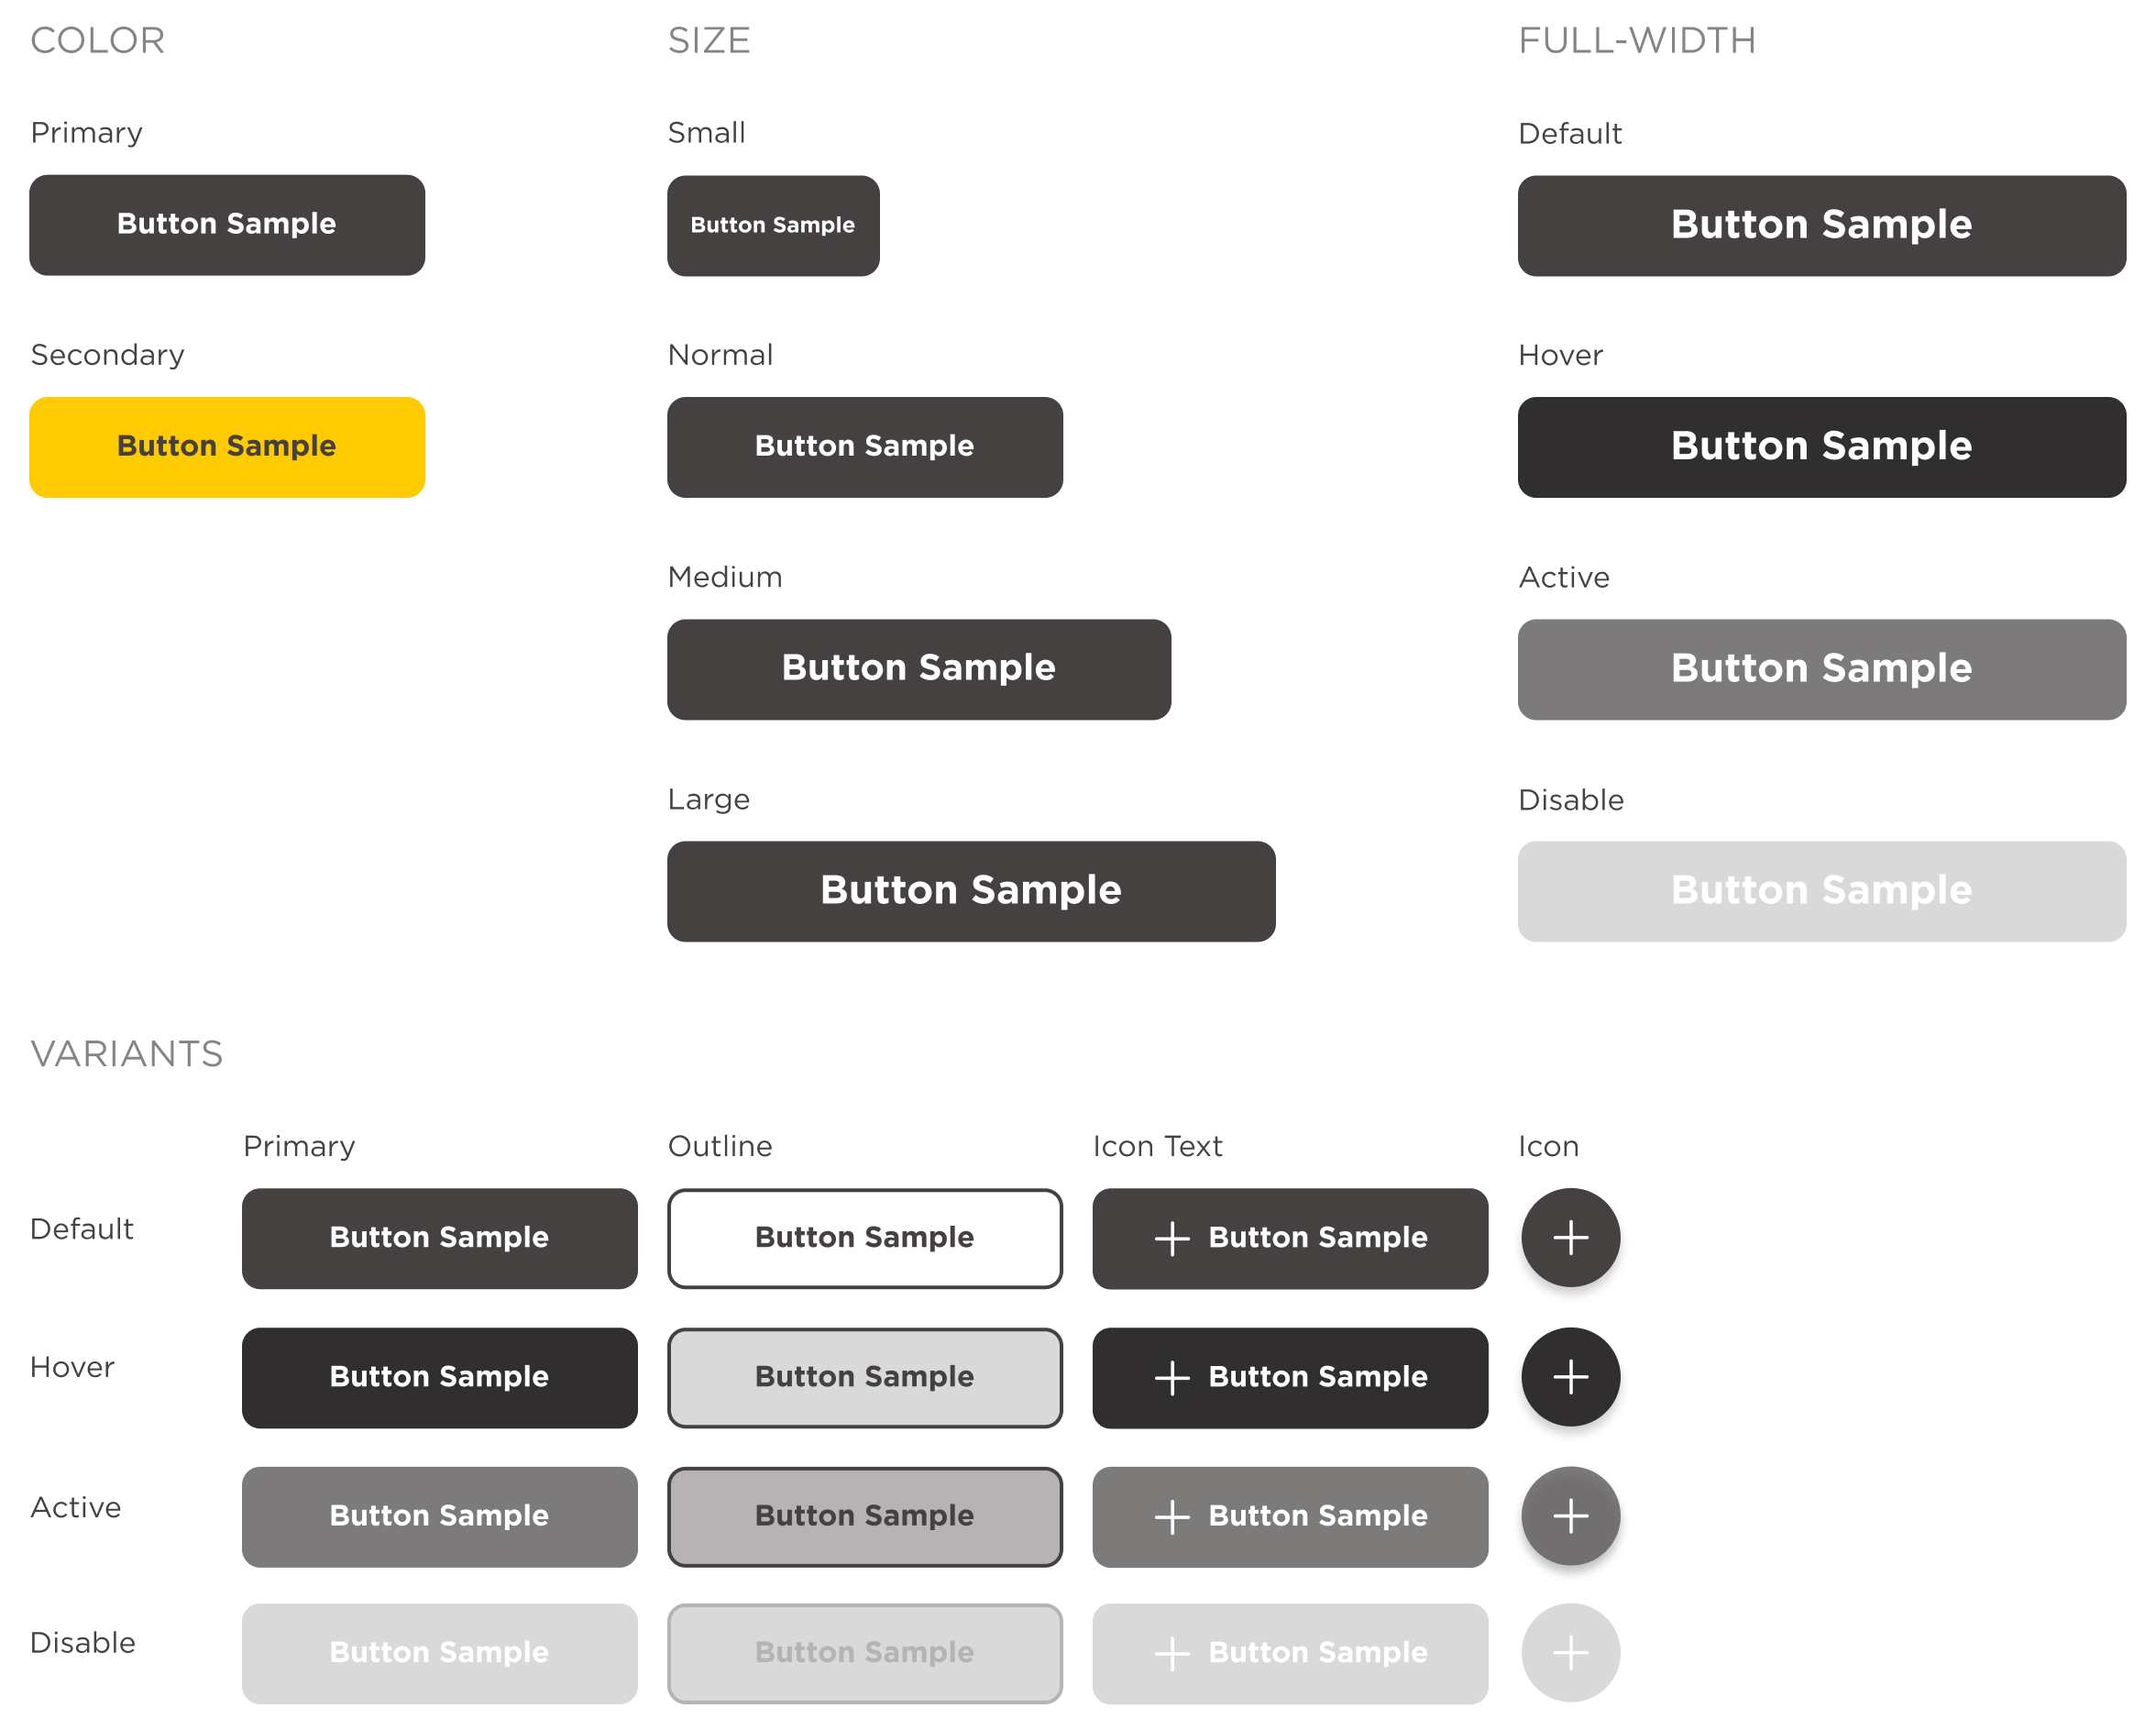 COLOR
SIZE
FULL-WIDTH
Primary
Small
Default
Button Sample
Button Sample
Button Sample
Secondary
Normal
Hover
Button Sample
Button Sample
Button Sample
Medium
Active
Button Sample
Button Sample
Large
Disable
Button Sample
Button Sample
VARIANTS
Primary
Outline
Icon Text
Icon
Default
Button Sample
Button Sample
Button Sample
Hover
Button Sample
Button Sample
Button Sample
Active
Button Sample
Button Sample
Button Sample
Disable
Button Sample
Button Sample
Button Sample